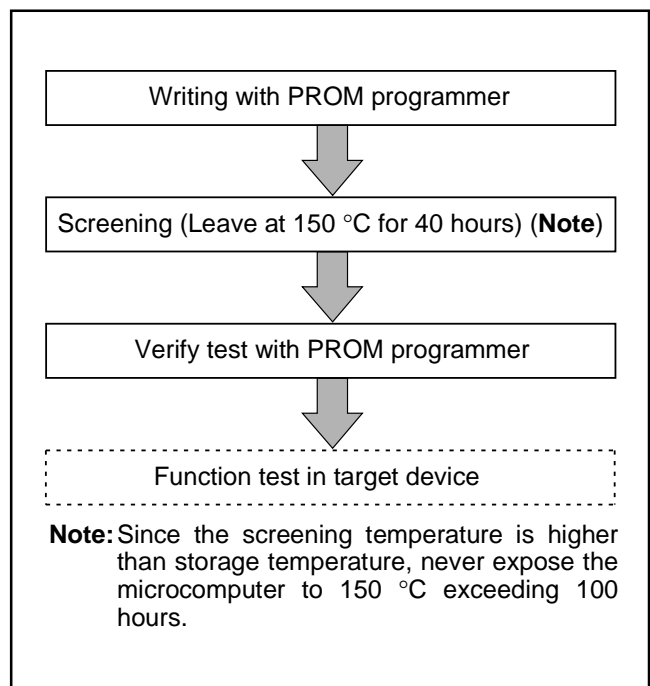 Writing with PROM programmer
Screening (Leave at 150 °C for 40 hours) (Note)
Verify test with PROM programmer
Function test in target device
Note: Since the screening temperature is higher
than storage temperature, never expose the
microcomputer to 150 °C exceeding 100
hours.